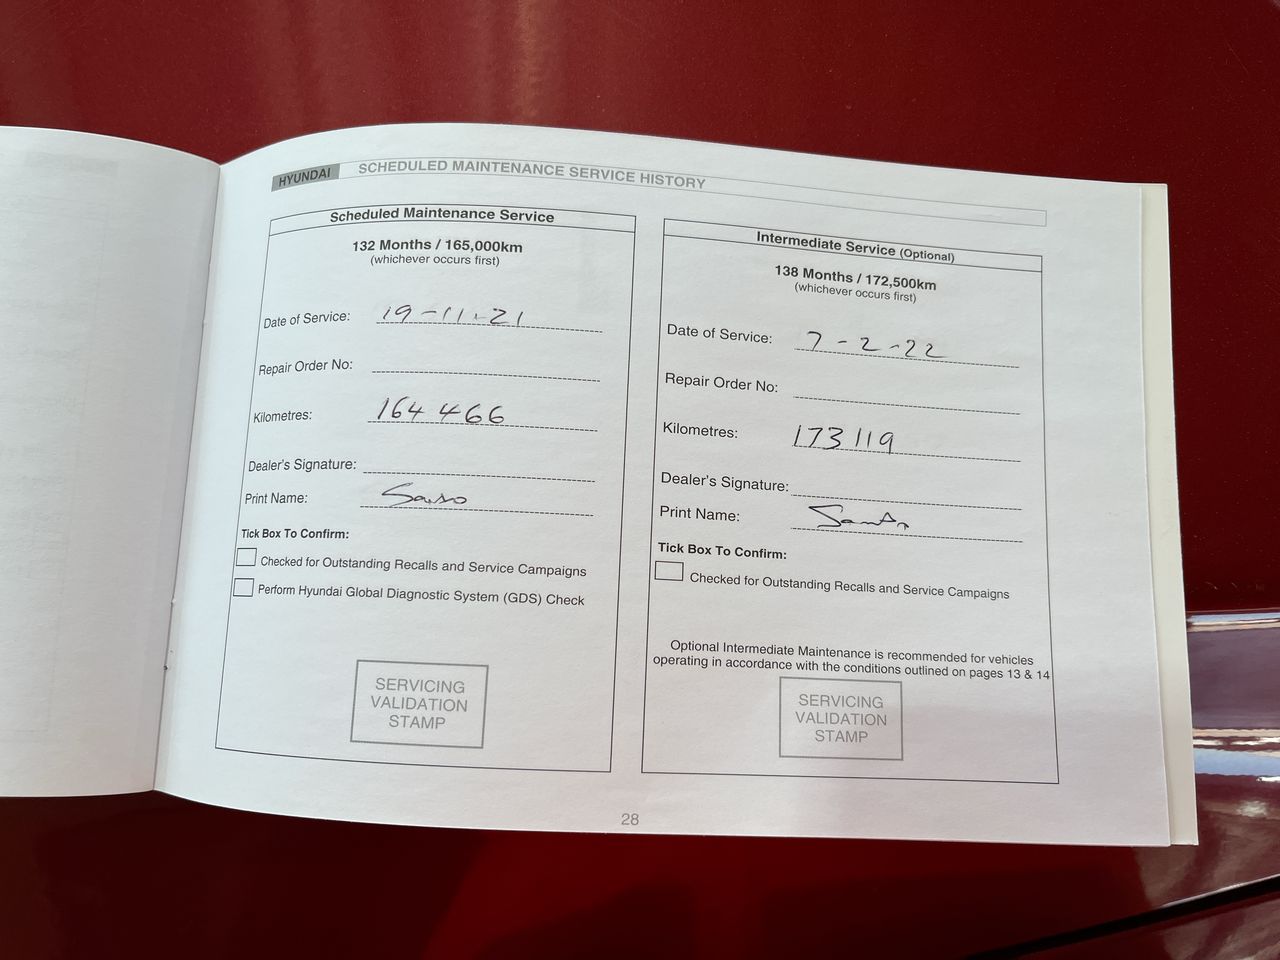 HYUNDAI SCHEDULED MAINTENANCE SERVICE HISTORY
Scheduled Maintenance Service
132 Months / 165,000km
(whichever occurs first)
Date of Service: 19-11-21
Repair Order No:
Kilometres: 164 466
Dealer's Signature:
Print Name:
Tick Box To Confirm:
Checked for Outstanding Recalls and Service Campaigns
Perform Hyundai Global Diagnostic System (GDS) Check
SERVICING
VALIDATION
STAMP
Intermediate Service (Optional)
138 Months / 172,500km
(whichever occurs first)
Date of Service: 7-2-22
Repair Order No:
Kilometres: 173 119
Dealer's Signature:
Print Name:
Tick Box To Confirm:
Checked for Outstanding Recalls and Service Campaigns
Optional Intermediate Maintenance is recommended for vehicles
operating in accordance with the conditions outlined on pages 13 & 14
SERVICING
VALIDATION
STAMP
28